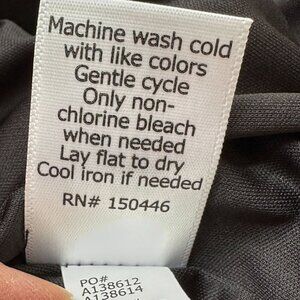 Machine wash cold
with like colors
Gentle cycle
Only non-
chlorine bleach
when needed
Lay flat to dry
Cool iron if needed
RN# 150446
PO#
A138612
A138614